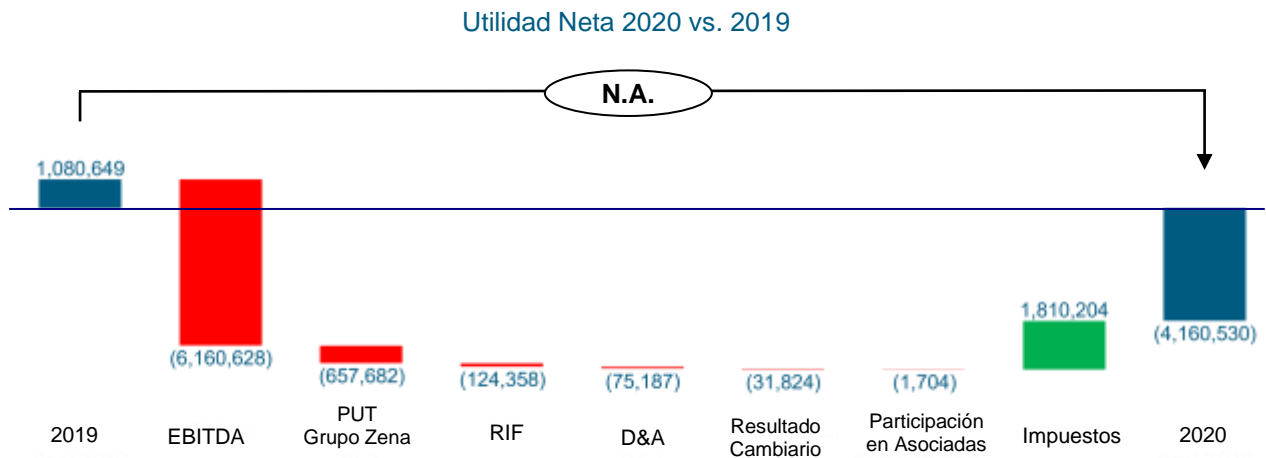 Utilidad Neta 2020 vs. 2019
N.A.
1,080,649
(6,160,628)
(657,682)
(124,358)
(75,187)
(31,824)
(1,704)
1,810,204
(4,160,530)
2019
EBITDA
PUT
Grupo Zena
RIF
D&A
Resultado
Cambiario
Participación
en Asociadas
Impuestos
2020